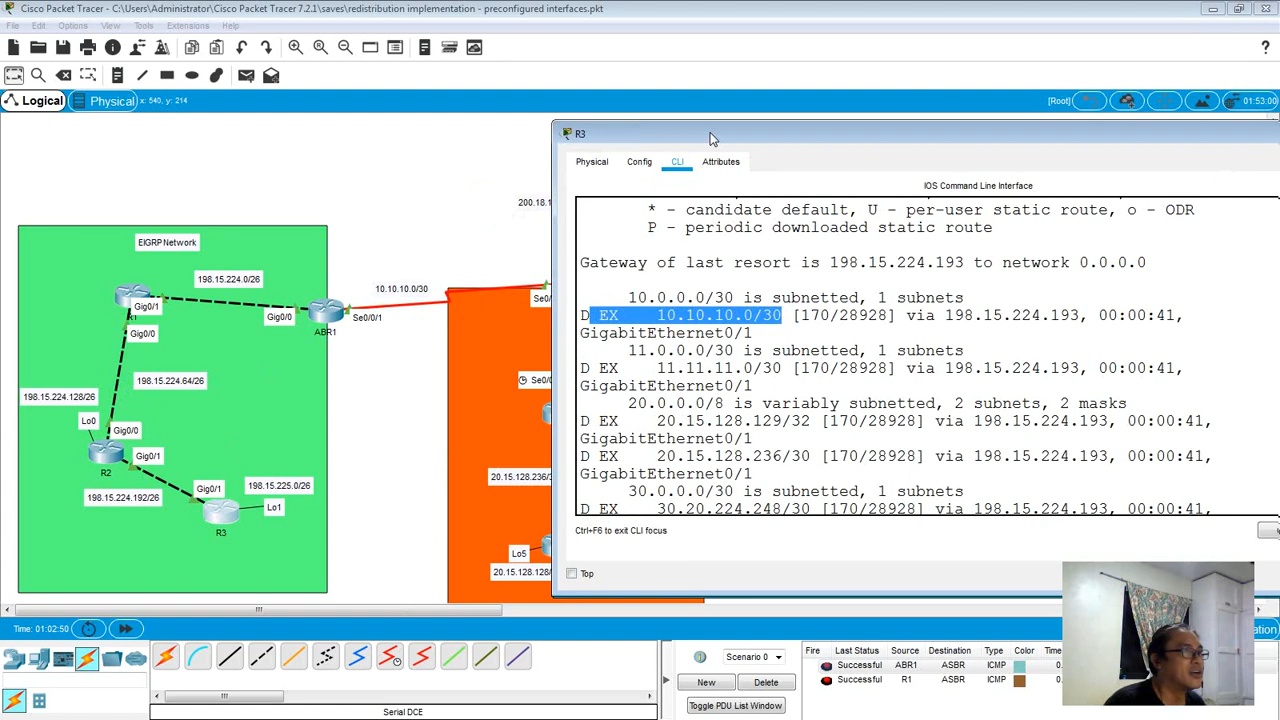 Cisco Packet Tracer - C:\Users\Administrator\Cisco Packet Tracer 7.2.1\saves\redistribution implementation - preconfigured interfaces.pkt
File Edit Options View Tools Extensions Help
Logical Physical x: 540, y: 214 [Root] 01:53:00
R3
Physical Config CLI Attributes
IOS Command Line Interface
* - candidate default, U - per-user static route, o - ODR
P - periodic downloaded static route
Gateway of last resort is 198.15.224.193 to network 0.0.0.0
10.0.0.0/30 is subnetted, 1 subnets
D EX 10.10.10.0/30 [170/28928] via 198.15.224.193, 00:00:41,
GigabitEthernet0/1
11.0.0.0/30 is subnetted, 1 subnets
D EX 11.11.11.0/30 [170/28928] via 198.15.224.193, 00:00:41,
GigabitEthernet0/1
20.0.0.0/8 is variably subnetted, 2 subnets, 2 masks
D EX 20.15.128.129/32 [170/28928] via 198.15.224.193, 00:00:41,
GigabitEthernet0/1
D EX 20.15.128.236/30 [170/28928] via 198.15.224.193, 00:00:41,
GigabitEthernet0/1
30.0.0.0/30 is subnetted, 1 subnets
D EX 30.20.224.248/30 [170/28928] via 198.15.224.193, 00:00:41,
Ctrl+F6 to exit CLI focus
Top
200.18.1
EIGRP Network
198.15.224.0/26
10.10.10.0/30
Gig0/1
Gig0/0
Gig0/0
ABR1
Se0/0/1
Se0/
198.15.224.64/26
198.15.224.128/26
Se0/
Lo0
Gig0/0
R2
Gig0/1
198.15.224.192/26
Gig0/1
198.15.225.0/26
Lo1
R3
20.15.128.236/3
Lo5
20.15.128.128/
Time: 01:02:50
Serial DCE
Scenario 0
New Delete
Toggle PDU List Window
Fire Last Status Source Destination Type Color Time
Successful ABR1 ASBR ICMP 0.
Successful R1 ASBR ICMP 0.